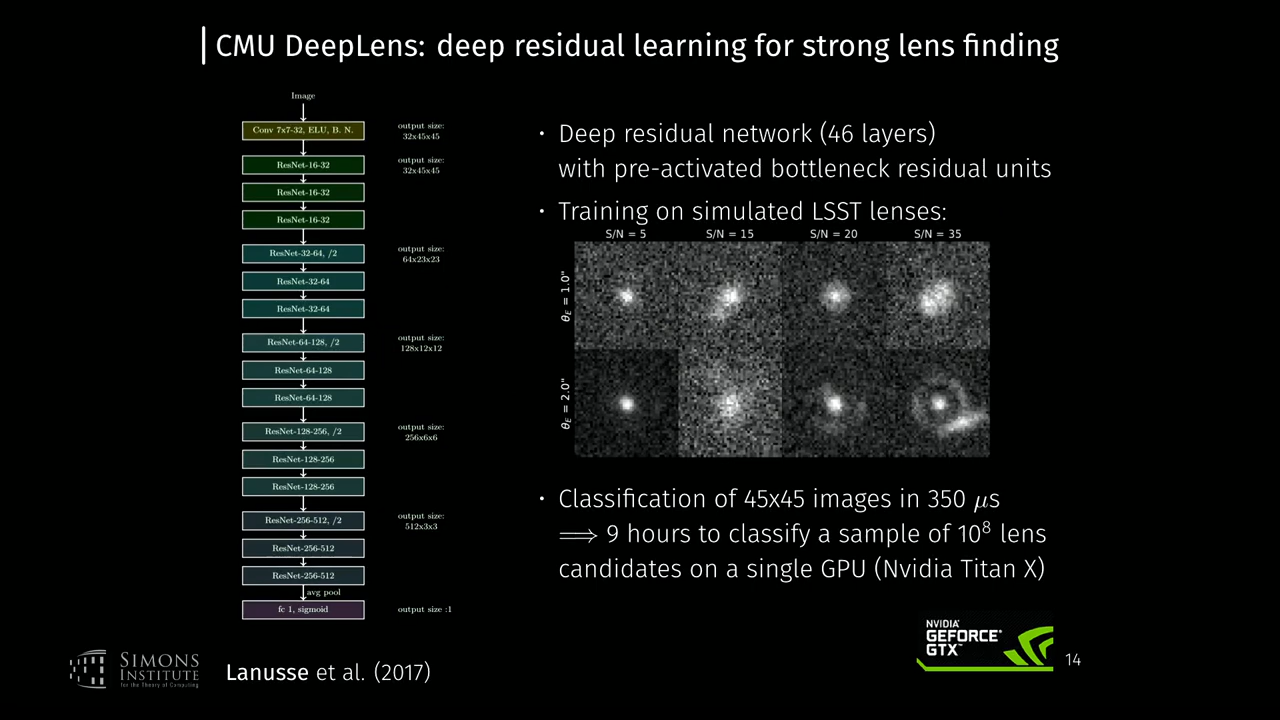 CMU DeepLens: deep residual learning for strong lens finding
Image
Conv 7x7-32, ELU, B. N.
output size:
32x45x45
ResNet-16-32
output size:
32x45x45
ResNet-16-32
ResNet-16-32
ResNet-32-64, /2
output size:
64x23x23
ResNet-32-64
ResNet-32-64
ResNet-64-128, /2
output size:
128x12x12
ResNet-64-128
ResNet-64-128
ResNet-128-256, /2
output size:
256x6x6
ResNet-128-256
ResNet-128-256
ResNet-256-512, /2
output size:
512x3x3
ResNet-256-512
ResNet-256-512
avg pool
fc 1, sigmoid
output size :1
• Deep residual network (46 layers)
with pre-activated bottleneck residual units
• Training on simulated LSST lenses:
S/N = 5 S/N = 15 S/N = 20 S/N = 35
θE = 1.0"
θE = 2.0"
• Classification of 45x45 images in 350 μs
⟹ 9 hours to classify a sample of 10⁸ lens
candidates on a single GPU (Nvidia Titan X)
NVIDIA
GEFORCE
GTX™
SIMONS
INSTITUTE
for the Theory of Computing
Lanusse et al. (2017)
14